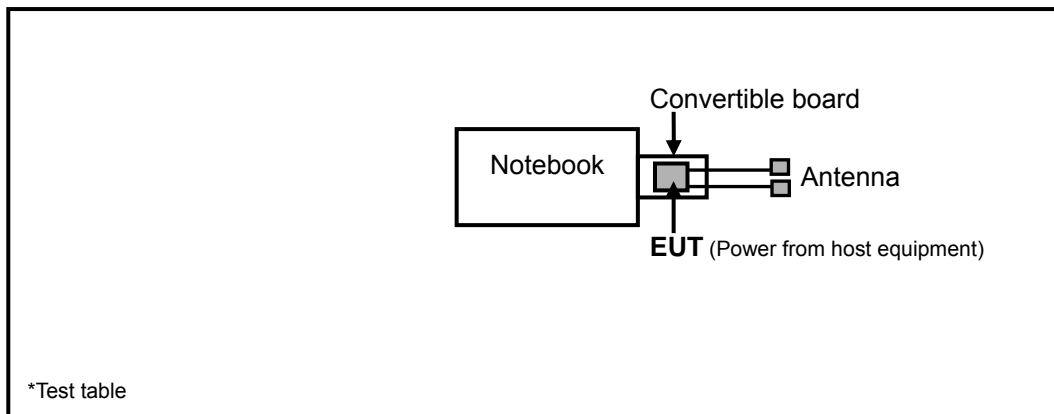 Convertible board
Notebook
Antenna
EUT (Power from host equipment)
*Test table